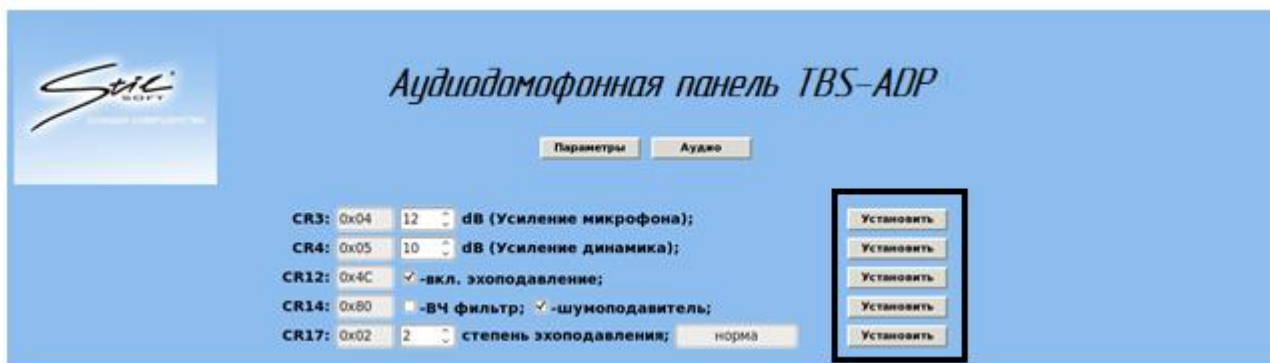 Stil
SOFT
Аудиодомофонная панель TBS-ADP
Параметры Аудио
CR3: 0x04 12 dB (Усиление микрофона); Установить
CR4: 0x05 10 dB (Усиление динамика); Установить
CR12: 0x4C -вкл. эхоподавление; Установить
CR14: 0xB0 -ВЧ фильтр; -шумоподавитель; Установить
CR17: 0x02 2 степень эхоподавления; норма Установить